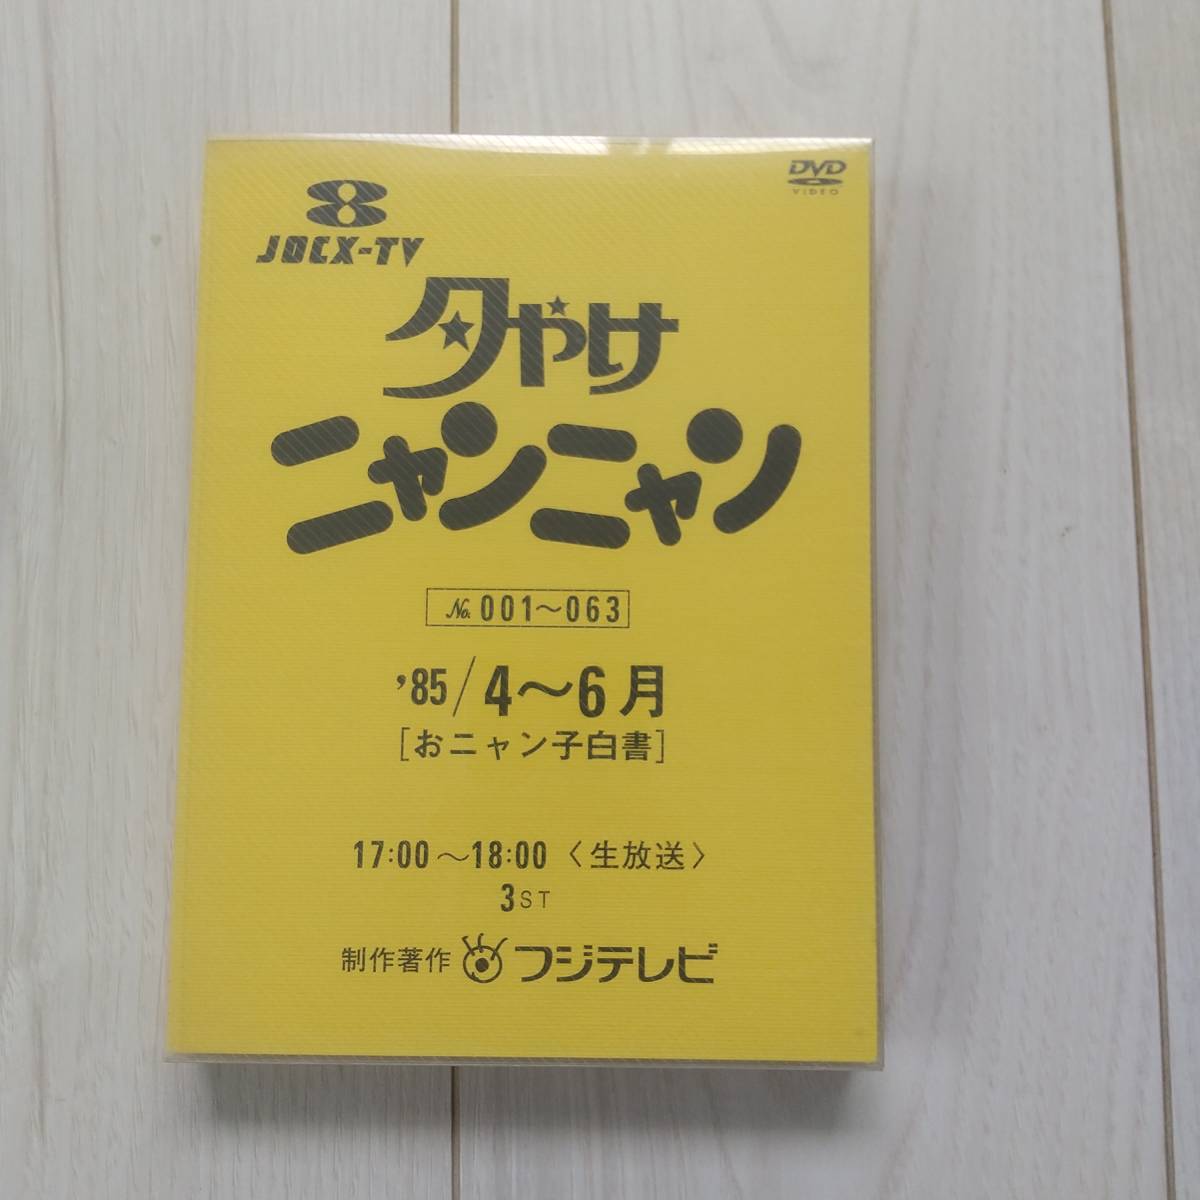 8
JOCX-TV
DVD
VIDEO
夕やけ
ニャンニャン
No. 001〜063
'85/4〜6月
[おニャン子白書]
17:00〜18:00〈生放送〉
3ST
制作著作 フジテレビ